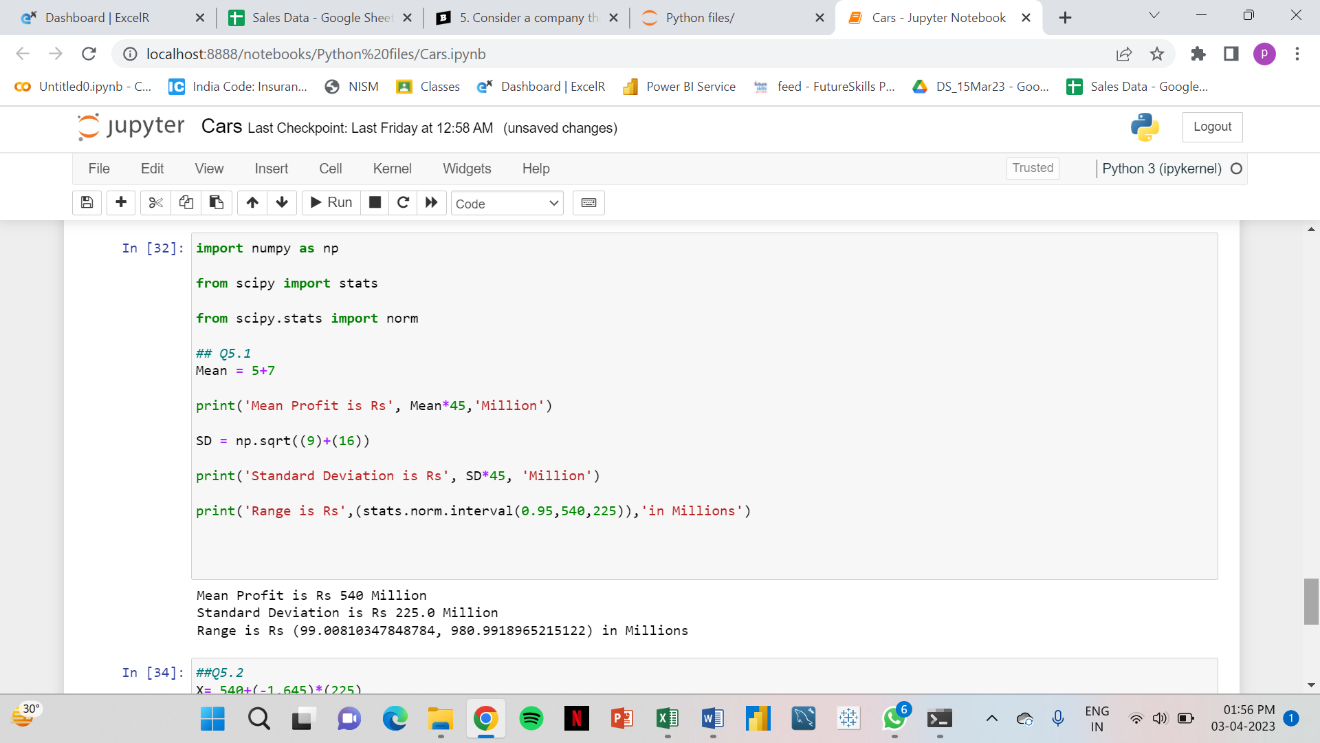 Dashboard | ExcelR
Sales Data - Google Sheet
5. Consider a company th
Python files/
Cars - Jupyter Notebook
localhost:8888/notebooks/Python%20files/Cars.ipynb
P
Untitled0.ipynb - C...
India Code: Insuran...
NISM
Classes
Dashboard | ExcelR
Power BI Service
feed - FutureSkills P...
DS_15Mar23 - Goo...
Sales Data - Google...
jupyter Cars Last Checkpoint: Last Friday at 12:58 AM (unsaved changes)
Logout
File Edit View Insert Cell Kernel Widgets Help
Trusted
Python 3 (ipykernel)
Run
Code
In [32]: import numpy as np
from scipy import stats
from scipy.stats import norm
## Q5.1
Mean = 5+7
print('Mean Profit is Rs', Mean*45,'Million')
SD = np.sqrt((9)+(16))
print('Standard Deviation is Rs', SD*45, 'Million')
print('Range is Rs',(stats.norm.interval(0.95,540,225)),'in Millions')
Mean Profit is Rs 540 Million
Standard Deviation is Rs 225.0 Million
Range is Rs (99.00810347848784, 980.9918965215122) in Millions
In [34]: ##Q5.2
X= 540+(-1.645)*(225)
30°
6
ENG
IN
01:56 PM
03-04-2023
1